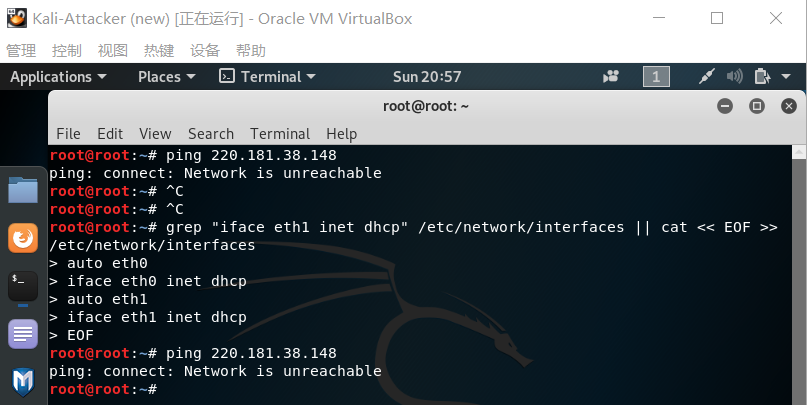 Kali-Attacker (new) [正在运行] - Oracle VM VirtualBox
管理 控制 视图 热键 设备 帮助
Applications Places Terminal Sun 20:57 1
root@root: ~
File Edit View Search Terminal Help
root@root:~# ping 220.181.38.148
ping: connect: Network is unreachable
root@root:~# ^C
root@root:~# ^C
root@root:~# grep "iface eth1 inet dhcp" /etc/network/interfaces || cat << EOF >>
/etc/network/interfaces
> auto eth0
> iface eth0 inet dhcp
> auto eth1
> iface eth1 inet dhcp
> EOF
root@root:~# ping 220.181.38.148
ping: connect: Network is unreachable
root@root:~#